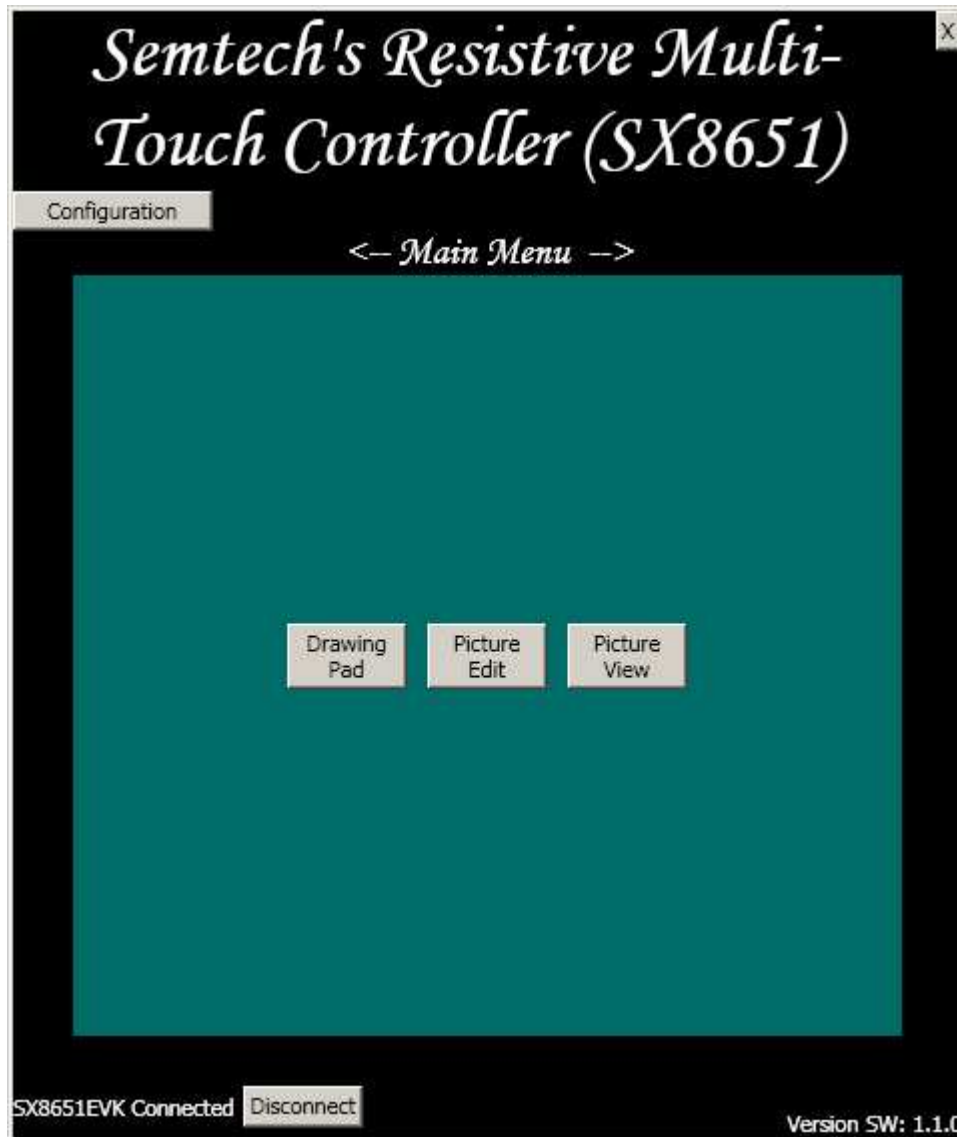 X
Semtech's Resistive Multi-
Touch Controller (SX8651)
Configuration
<-- Main Menu -->
Drawing
Pad
Picture
Edit
Picture
View
SX8651EVK Connected
Disconnect
Version SW: 1.1.0